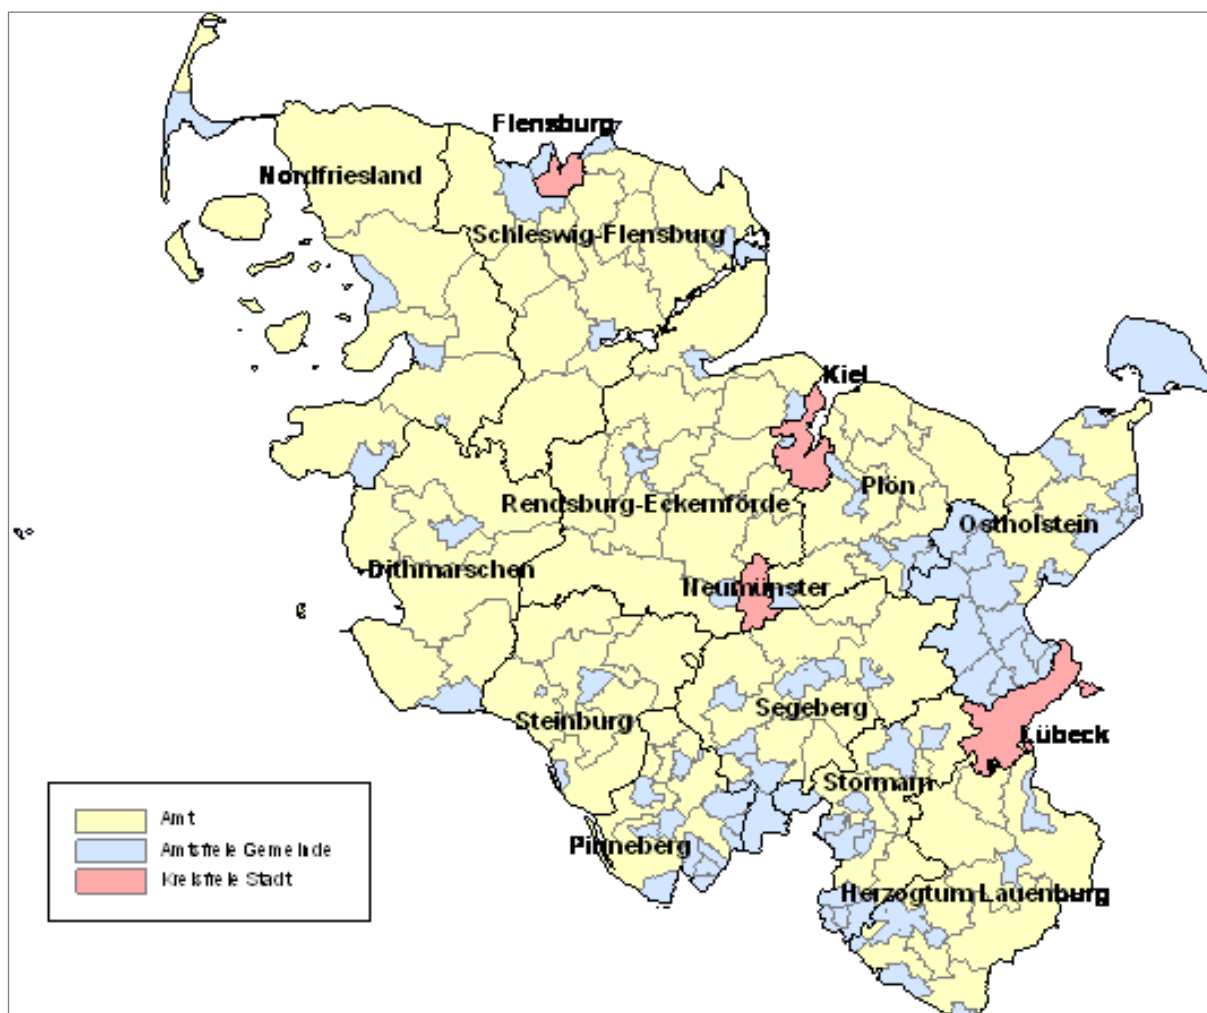 Flensburg
Nordfriesland
Schleswig-Flensburg
Kiel
Plön
Rendsburg-Eckernförde
Ostholstein
Dithmarschen
Neumünster
Steinburg
Segeberg
Lübeck
Stormarn
Pinneberg
Herzogtum Lauenburg
Amt
Amtsfreie Gemeinde
Kreisfreie Stadt